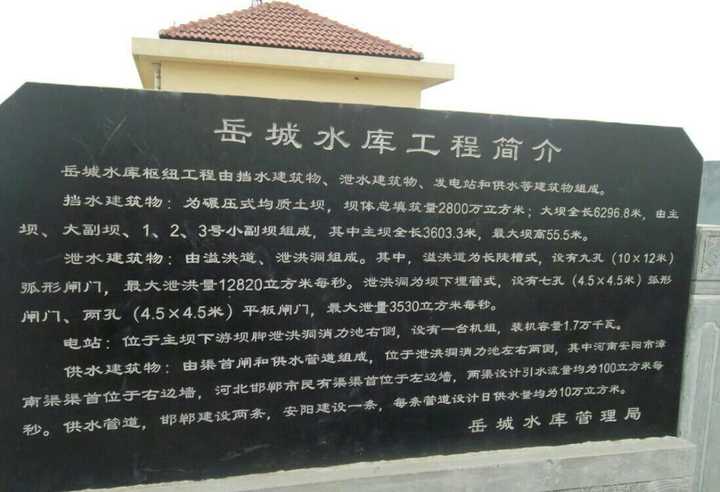 岳城水库工程简介
岳城水库枢纽工程由挡水建筑物、泄水建筑物、发电站和供水等建筑物组成。
挡水建筑物：为碾压式均质土坝，坝体总填筑量2800万立方米；大坝全长6296.8米，由主
坝、大副坝、1、2、3号小副坝组成，其中主坝全长3603.3米，最大坝高55.5米。
泄水建筑物：由溢洪道、泄洪洞组成。其中，溢洪道为长陡槽式，设有九孔（10×12米）
弧形闸门，最大泄洪量12820立方米每秒。泄洪洞为坝下埋管式，设有七孔（4.5×4.5米）弧形
闸门、两孔（4.5×4.5米）平板闸门，最大泄量3530立方米每秒。
电站：位于主坝下游坝脚泄洪洞消力池右侧，设有一台机组，装机容量1.7万千瓦。
供水建筑物：由渠首闸和供水管道组成，位于泄洪洞消力池左右两侧，其中河南安阳市漳
南渠渠首位于右边墙，河北邯郸市民有渠渠首位于左边墙，两渠设计引水流量均为100立方米每
秒。供水管道，邯郸建设两条，安阳建设一条，每条管道设计日供水量均为10万立方米。
岳城水库管理局